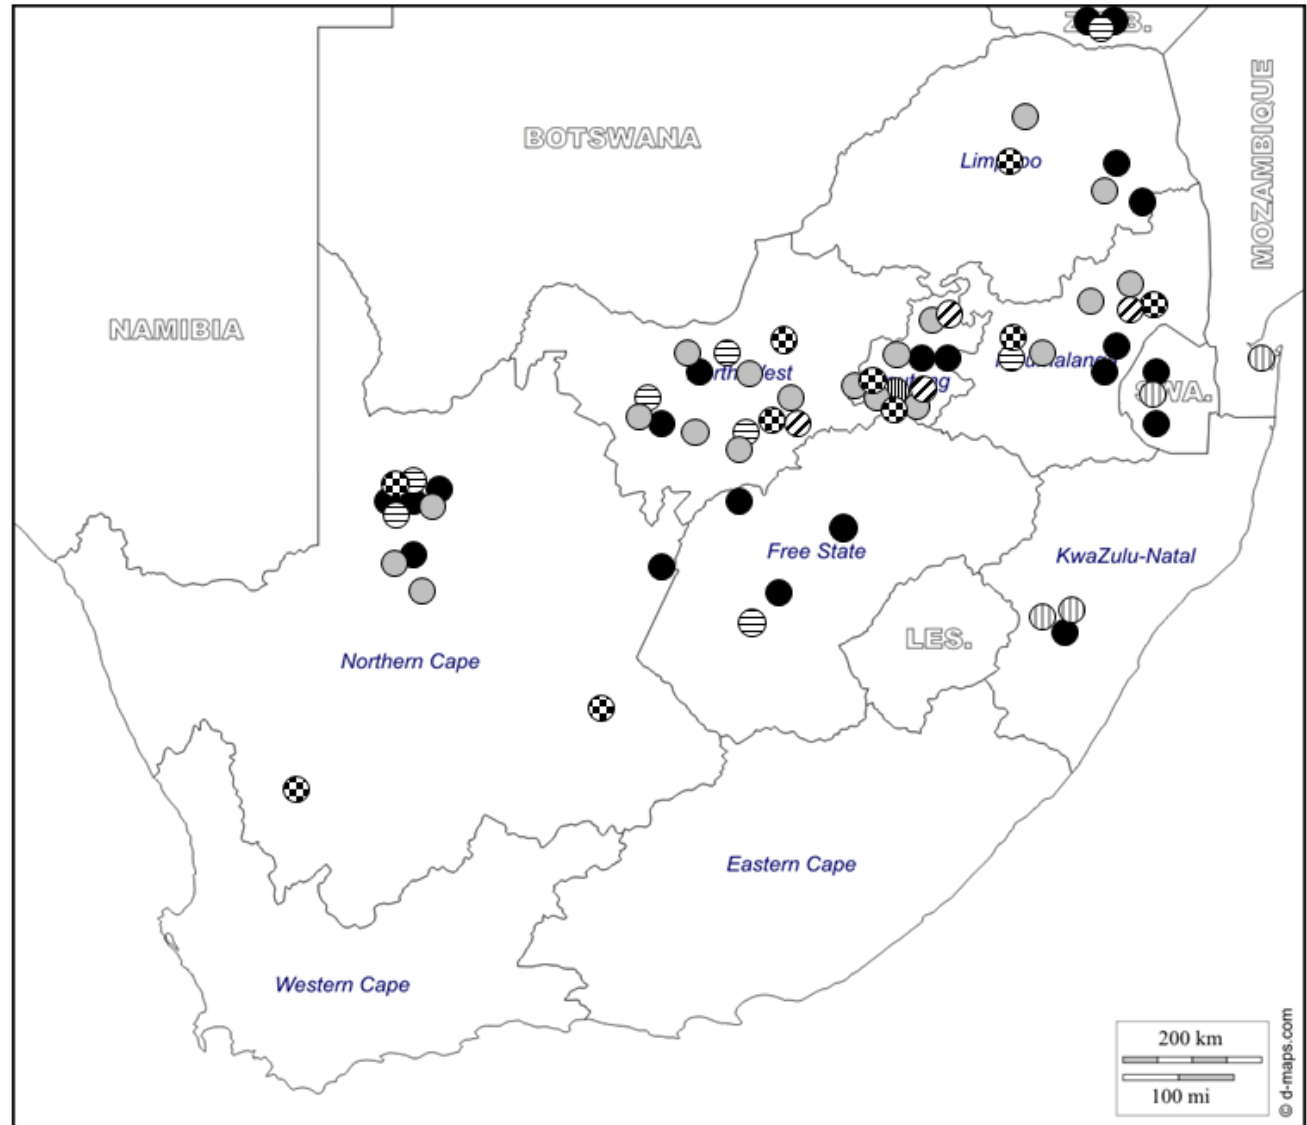 BOTSWANA
MOZAMBIQUE
NAMIBIA
Free State
KwaZulu-Natal
LES.
Northern Cape
Eastern Cape
Western Cape
200 km
100 mi
© d-maps.com